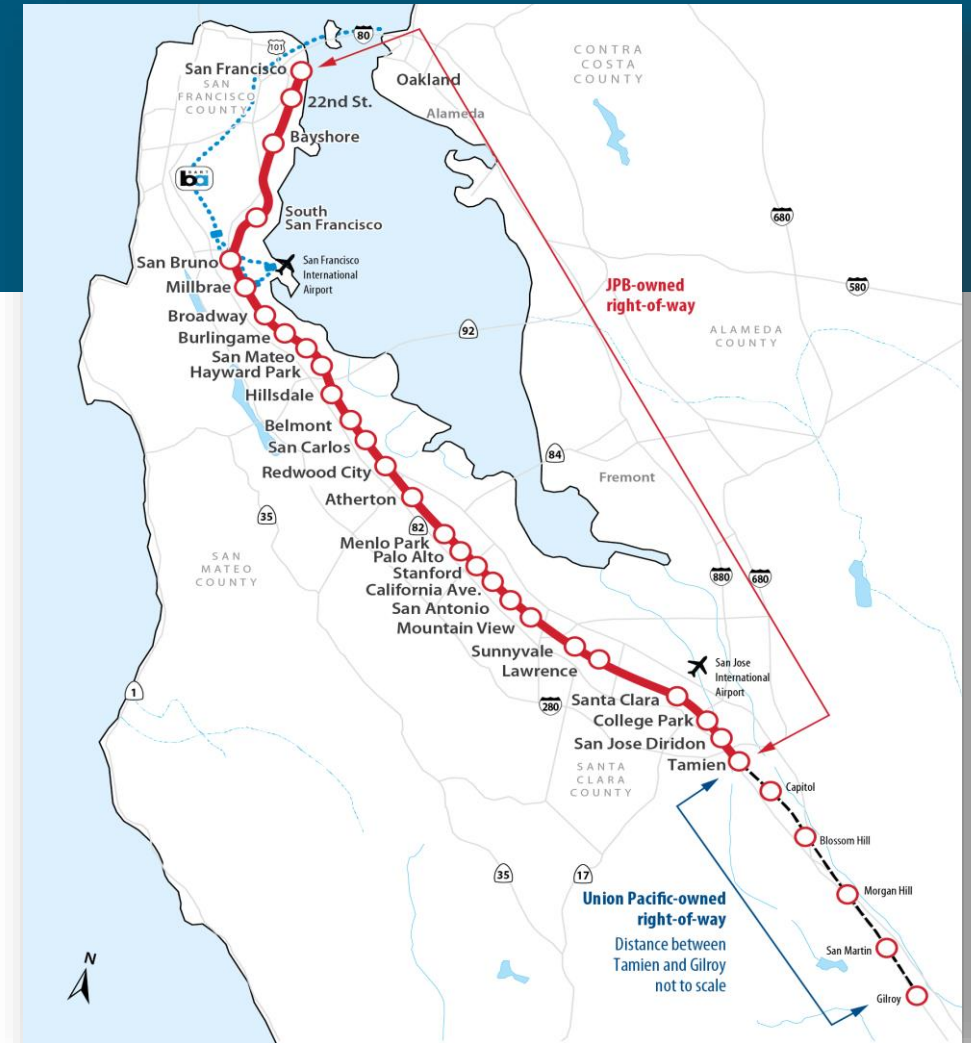 101
80
San Francisco
SAN
FRANCISCO
COUNTY
22nd St.
Bayshore
Oakland
Alameda
CONTRA
COSTA
COUNTY
ba
South
San Francisco
680
San Bruno
San Francisco
International
Airport
Millbrae
JPB-owned
right-of-way
580
Broadway
92
ALAMEDA
COUNTY
Burlingame
San Mateo
Hayward Park
Hillsdale
Belmont
San Carlos
84
Redwood City
Fremont
Atherton
35
82
SAN
MATEO
COUNTY
Menlo Park
Palo Alto
Stanford
880
680
California Ave.
San Antonio
Mountain View
Sunnyvale
Lawrence
San Jose
International
Airport
1
280
Santa Clara
College Park
San Jose Diridon
Tamien
SANTA
CLARA
COUNTY
Capitol
Blossom Hill
35
17
Union Pacific-owned
right-of-way
Distance between
Tamien and Gilroy
not to scale
Morgan Hill
San Martin
Gilroy
N